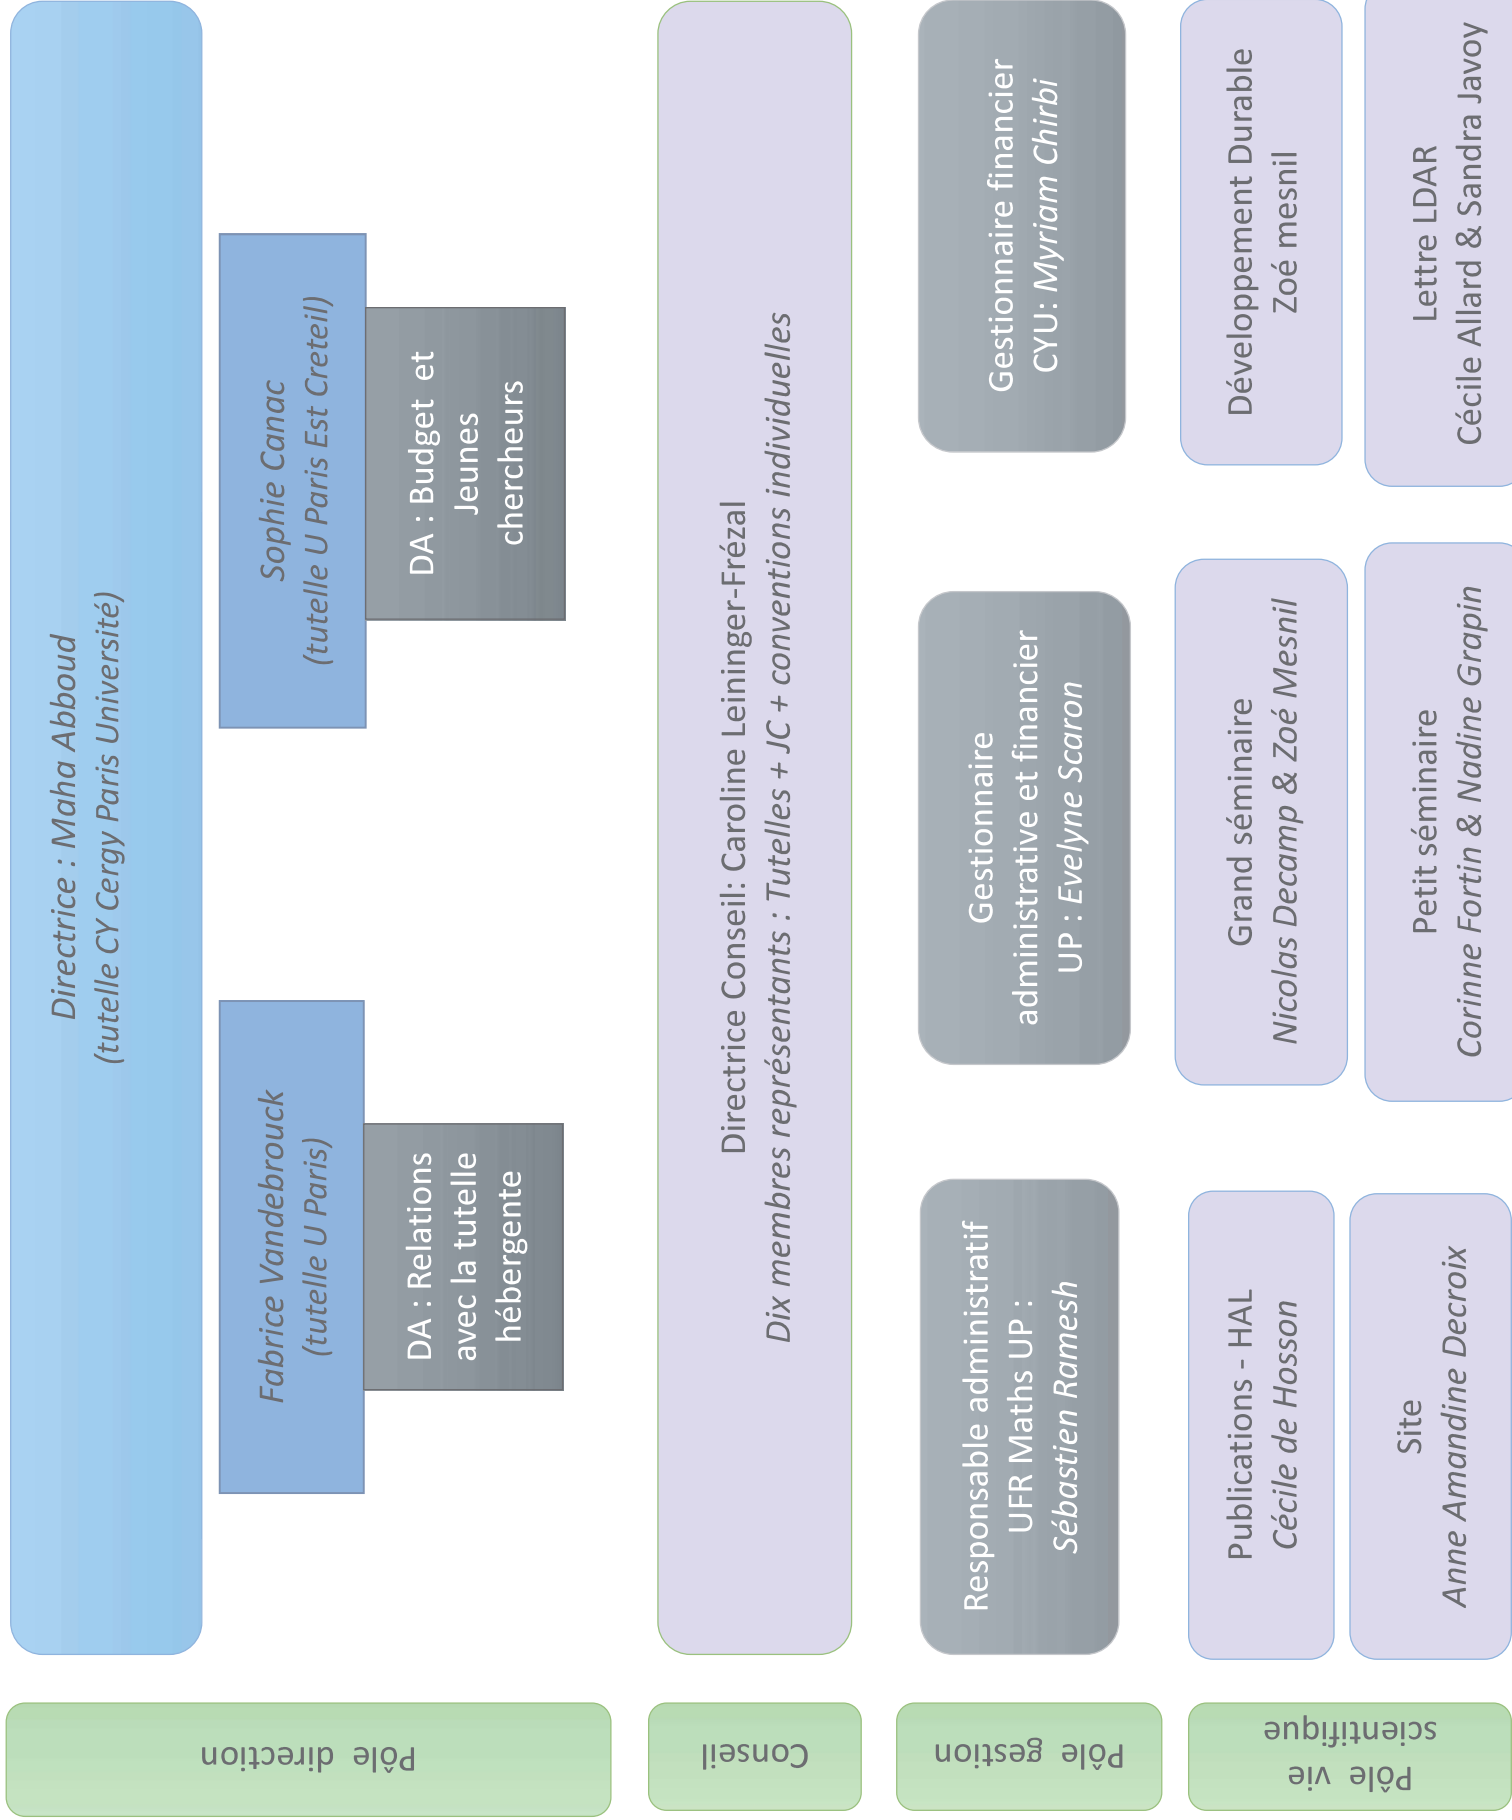 Pôle direction
Directrice : Maha Abboud
(tutelle CY Cergy Paris Université)
Fabrice Vandebrouck
(tutelle U Paris)
DA : Relations
avec la tutelle
hébergente
Sophie Canac
(tutelle U Paris Est Creteil)
DA : Budget et
Jeunes
chercheurs
Conseil
Directrice Conseil: Caroline Leininger-Frézal
Dix membres représentants : Tutelles + JC + conventions individuelles
Pôle gestion
Responsable administratif
UFR Maths UP :
Sébastien Ramesh
Gestionnaire
administrative et financier
UP : Evelyne Scaron
Gestionnaire financier
CYU: Myriam Chirbi
Pôle vie
scientifique
Publications - HAL
Cécile de Hosson
Grand séminaire
Nicolas Decamp & Zoé Mesnil
Développement Durable
Zoé mesnil
Site
Anne Amandine Decroix
Petit séminaire
Corinne Fortin & Nadine Grapin
Lettre LDAR
Cécile Allard & Sandra Javoy